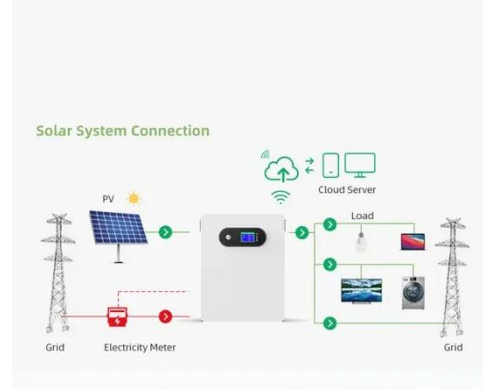 Solar System Connection
Cloud Server
PV
Load
Grid
Electricity Meter
Grid